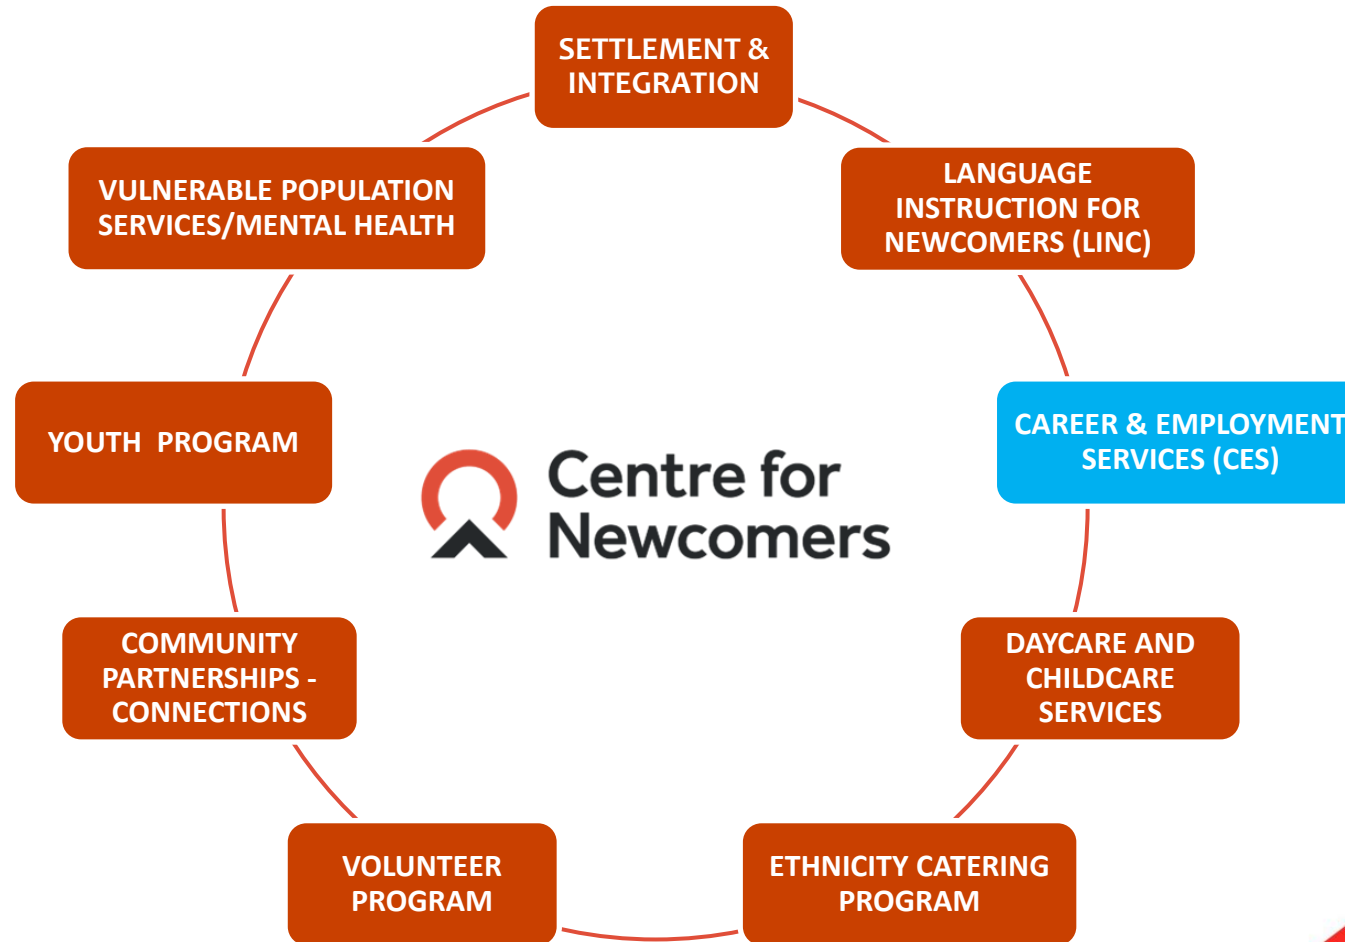 SETTLEMENT &
INTEGRATION
LANGUAGE
INSTRUCTION FOR
NEWCOMERS (LINC)
CAREER & EMPLOYMENT
SERVICES (CES)
DAYCARE AND
CHILDCARE
SERVICES
ETHNICITY CATERING
PROGRAM
VOLUNTEER
PROGRAM
COMMUNITY
PARTNERSHIPS -
CONNECTIONS
YOUTH PROGRAM
VULNERABLE POPULATION
SERVICES/MENTAL HEALTH
Centre for
Newcomers